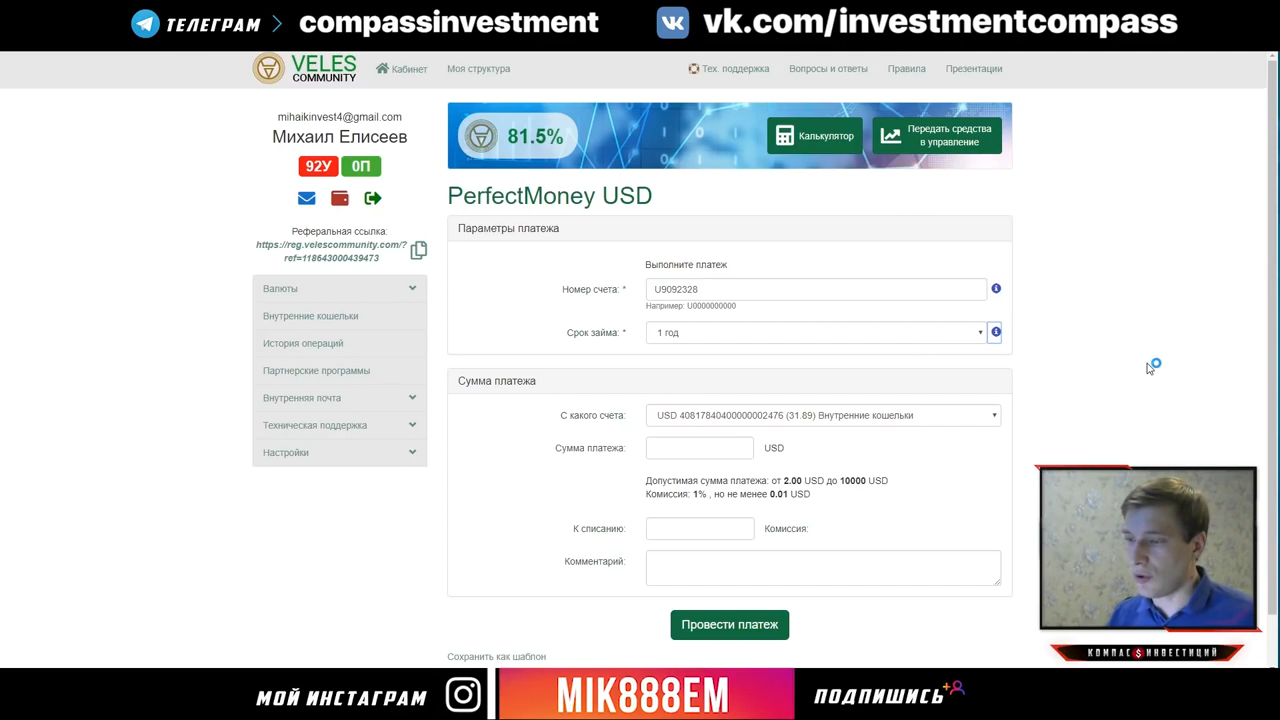 ТЕЛЕГРАМ compassinvestment vk.com/investmentcompass
VELES COMMUNITY Кабинет Моя структура Тех. поддержка Вопросы и ответы Правила Презентации
mihaikinvest4@gmail.com
Михаил Елисеев
92У 0П
Реферальная ссылка:
https://reg.velescommunity.com/?
ref=118643000439473
Валюты
Внутренние кошельки
История операций
Партнерские программы
Внутренняя почта
Техническая поддержка
Настройки
81.5% Калькулятор Передать средства
в управление
PerfectMoney USD
Параметры платежа
Выполните платеж
Номер счета: * U9092328
Например: U0000000000
Срок займа: * 1 год
Сумма платежа
С какого счета: USD 40817840400000002476 (31.89) Внутренние кошельки
Сумма платежа: USD
Допустимая сумма платежа: от 2.00 USD до 10000 USD
Комиссия: 1% , но не менее 0.01 USD
К списанию: Комиссия:
Комментарий:
Провести платеж
Сохранить как шаблон
КОМПАС $ ИНВЕСТИЦИЙ
МОЙ ИНСТАГРАМ MIK888EM ПОДПИШИСЬ